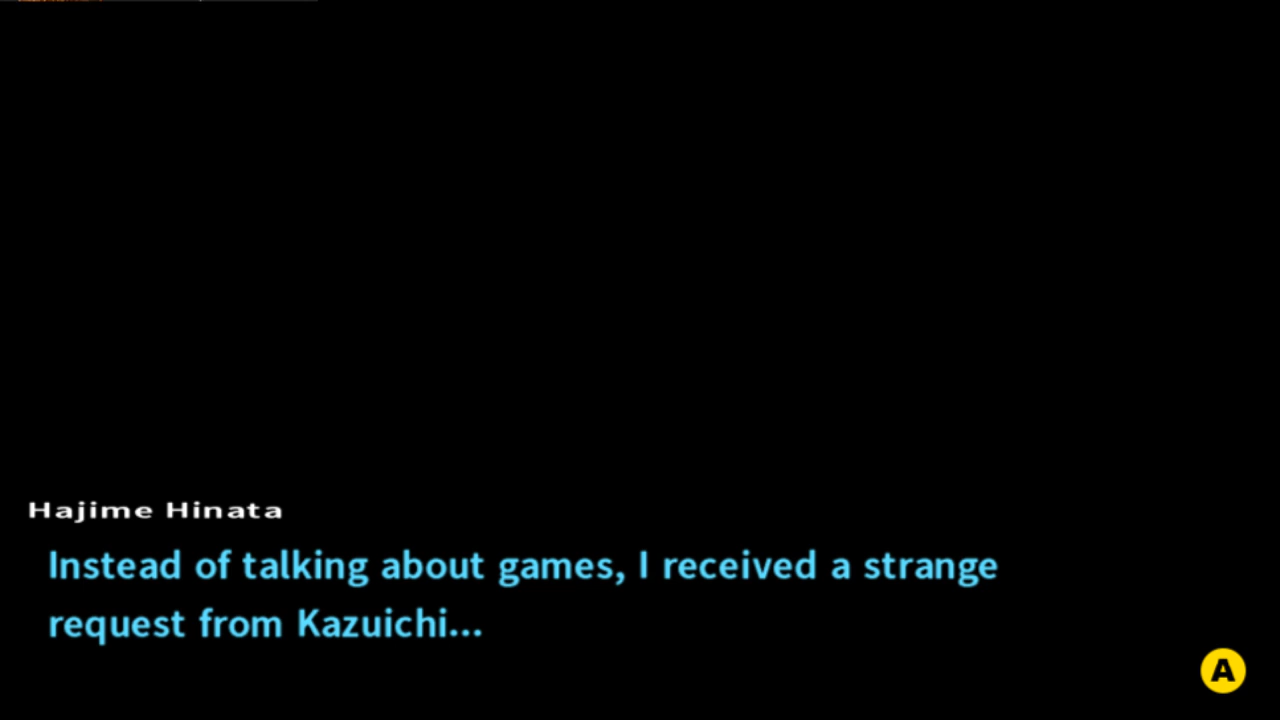 Hajime Hinata
Instead of talking about games, I received a strange
request from Kazuichi...
A